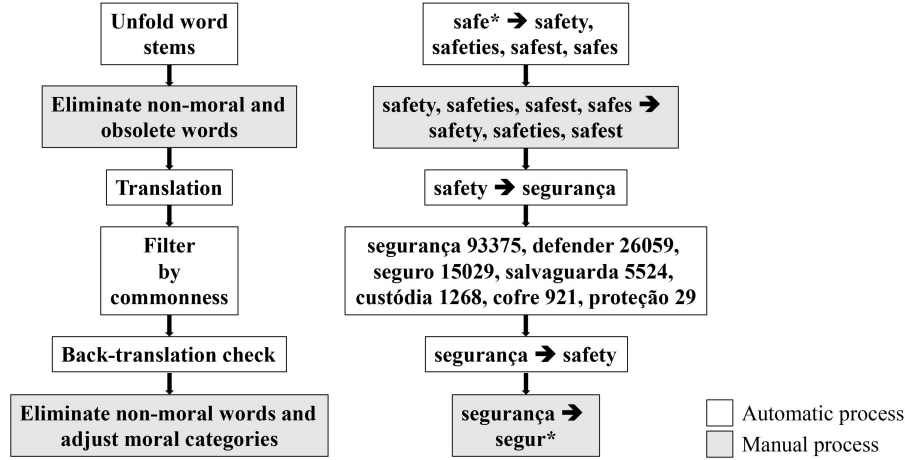 Unfold word
stems
Eliminate non-moral and
obsolete words
Translation
Filter
by
commonness
Back-translation check
Eliminate non-moral words and
adjust moral categories
safe* ➔ safety,
safeties, safest, safes
safety, safeties, safest, safes ➔
safety, safeties, safest
safety ➔ segurança
segurança 93375, defender 26059,
seguro 15029, salvaguarda 5524,
custódia 1268, cofre 921, proteção 29
segurança ➔ safety
segurança ➔
segur*
Automatic process
Manual process